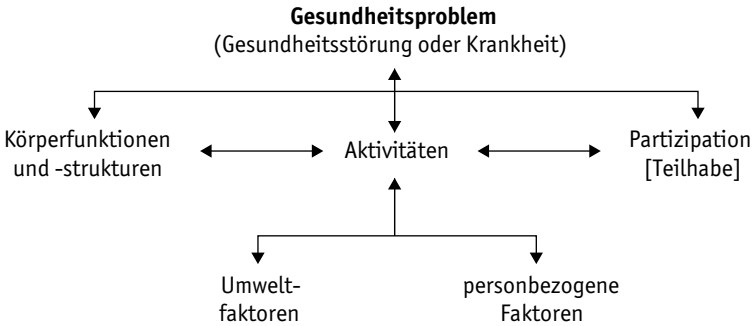 Gesundheitsproblem
(Gesundheitsstörung oder Krankheit)
Körperfunktionen
und -strukturen
Aktivitäten
Partizipation
[Teilhabe]
Umwelt-
faktoren
personbezogene
Faktoren